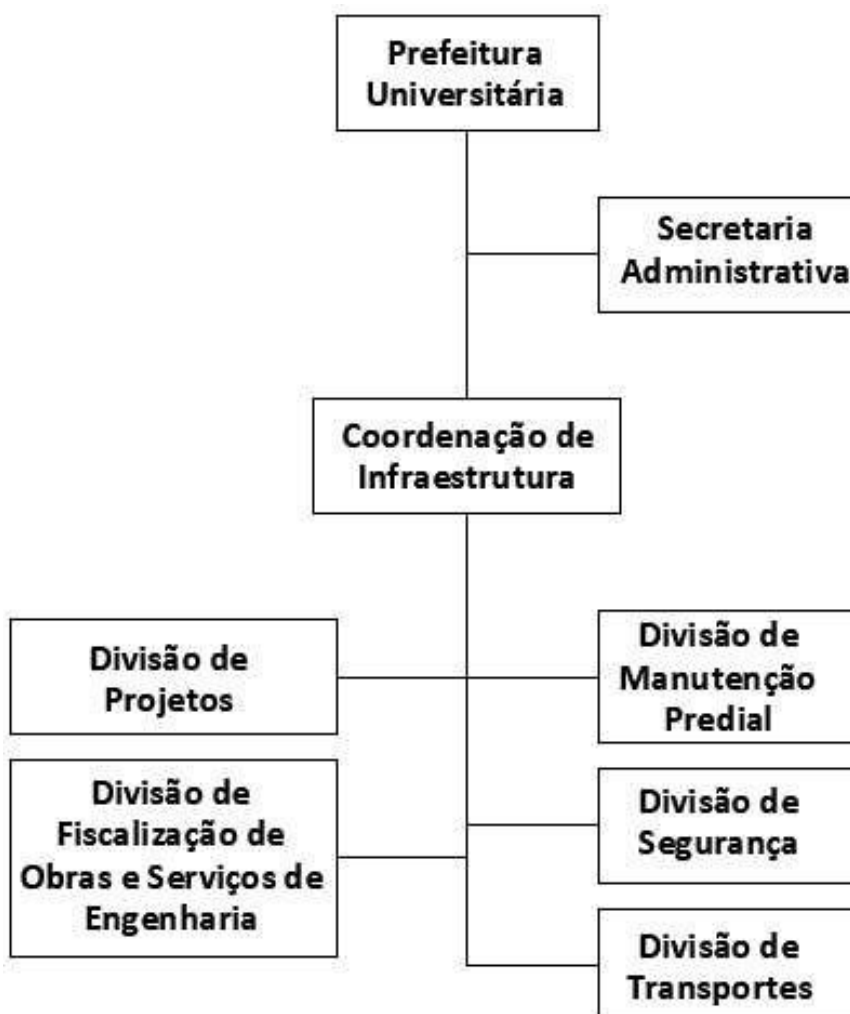 Prefeitura
Universitária
Secretaria
Administrativa
Coordenação de
Infraestrutura
Divisão de
Projetos
Divisão de
Manutenção
Predial
Divisão de
Fiscalização de
Obras e Serviços de
Engenharia
Divisão de
Segurança
Divisão de
Transportes